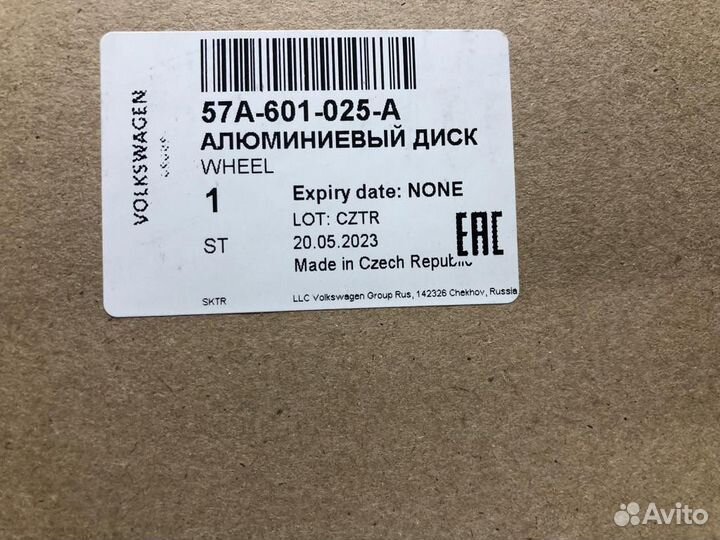 VOLKSWAGEN
57A-601-025-A
АЛЮМИНИЕВЫЙ ДИСК
WHEEL
1 Expiry date: NONE
LOT: CZTR
ST 20.05.2023
Made in Czech Republic
EAC
SKTR LLC Volkswagen Group Rus, 142326 Chekhov, Russia
Avito